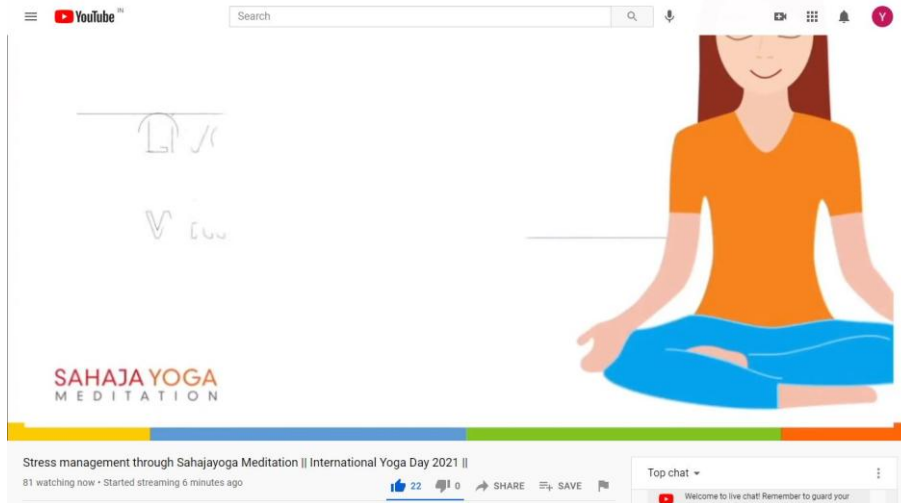 YouTube IN
Search
Y
SAHAJA YOGA
MEDITATION
Stress management through Sahajayoga Meditation || International Yoga Day 2021 ||
81 watching now • Started streaming 6 minutes ago
22
0
SHARE
SAVE
Top chat
Welcome to live chat! Remember to guard your